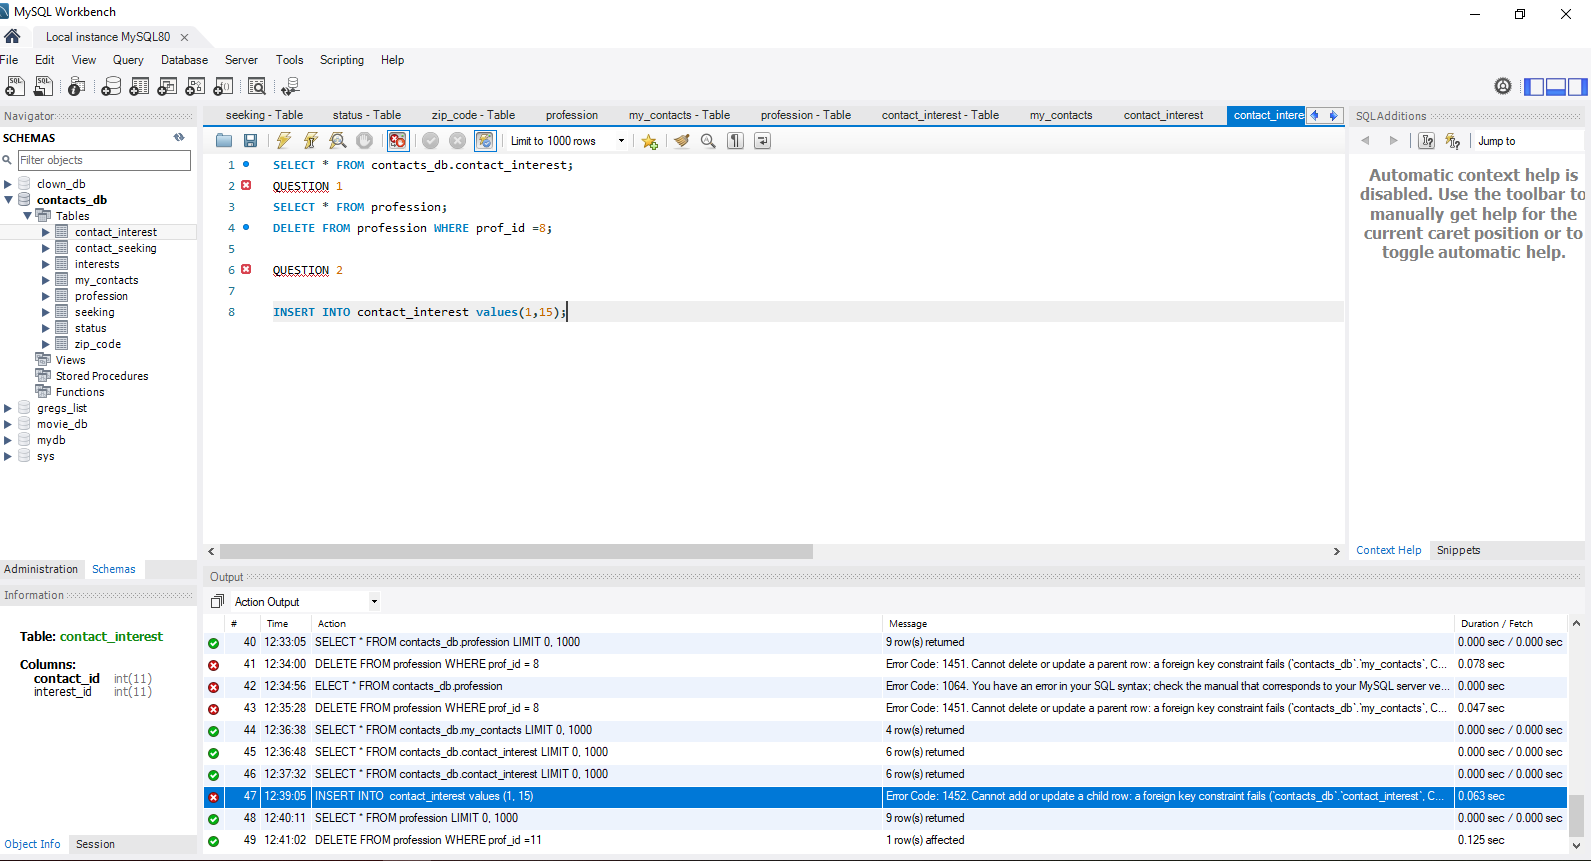 MySQL Workbench
Local instance MySQL80
File Edit View Query Database Server Tools Scripting Help
Navigator
SCHEMAS
Filter objects
clown_db
contacts_db
Tables
contact_interest
contact_seeking
interests
my_contacts
profession
seeking
status
zip_code
Views
Stored Procedures
Functions
gregs_list
movie_db
mydb
sys
Administration Schemas
Information
Table: contact_interest
Columns:
contact_id int(11)
interest_id int(11)
Object Info Session
seeking - Table status - Table zip_code - Table profession my_contacts - Table profession - Table contact_interest - Table my_contacts contact_interest contact_intere
Limit to 1000 rows
1 SELECT * FROM contacts_db.contact_interest;
2 QUESTION 1
3 SELECT * FROM profession;
4 DELETE FROM profession WHERE prof_id =8;
5
6 QUESTION 2
7
8 INSERT INTO contact_interest values(1,15);
SQLAdditions
Jump to
Automatic context help is
disabled. Use the toolbar to
manually get help for the
current caret position or to
toggle automatic help.
Context Help Snippets
Output
Action Output
# Time Action Message Duration / Fetch
40 12:33:05 SELECT * FROM contacts_db.profession LIMIT 0, 1000 9 row(s) returned 0.000 sec / 0.000 sec
41 12:34:00 DELETE FROM profession WHERE prof_id = 8 Error Code: 1451. Cannot delete or update a parent row: a foreign key constraint fails (`contacts_db`.`my_contacts`, C... 0.078 sec
42 12:34:56 ELECT * FROM contacts_db.profession Error Code: 1064. You have an error in your SQL syntax; check the manual that corresponds to your MySQL server ve... 0.000 sec
43 12:35:28 DELETE FROM profession WHERE prof_id = 8 Error Code: 1451. Cannot delete or update a parent row: a foreign key constraint fails (`contacts_db`.`my_contacts`, C... 0.047 sec
44 12:36:38 SELECT * FROM contacts_db.my_contacts LIMIT 0, 1000 4 row(s) returned 0.000 sec / 0.000 sec
45 12:36:48 SELECT * FROM contacts_db.contact_interest LIMIT 0, 1000 6 row(s) returned 0.000 sec / 0.000 sec
46 12:37:32 SELECT * FROM contacts_db.contact_interest LIMIT 0, 1000 6 row(s) returned 0.000 sec / 0.000 sec
47 12:39:05 INSERT INTO contact_interest values (1, 15) Error Code: 1452. Cannot add or update a child row: a foreign key constraint fails (`contacts_db`.`contact_interest`, C... 0.063 sec
48 12:40:11 SELECT * FROM profession LIMIT 0, 1000 9 row(s) returned 0.000 sec / 0.000 sec
49 12:41:02 DELETE FROM profession WHERE prof_id =11 1 row(s) affected 0.125 sec